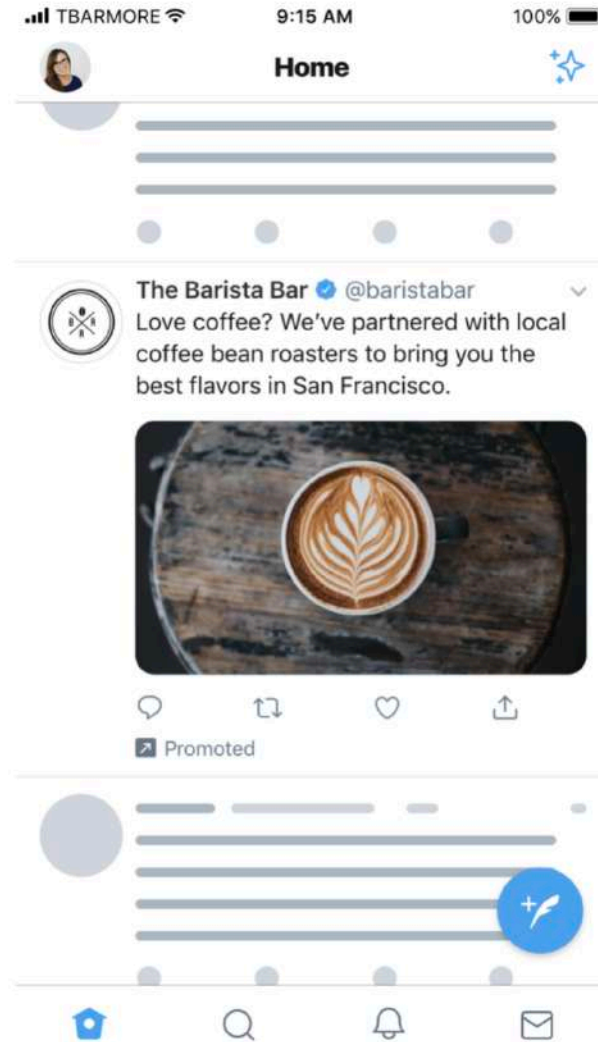 TBARMORE 9:15 AM 100%
Home
The Barista Bar @baristabar
Love coffee? We’ve partnered with local
coffee bean roasters to bring you the
best flavors in San Francisco.
Promoted